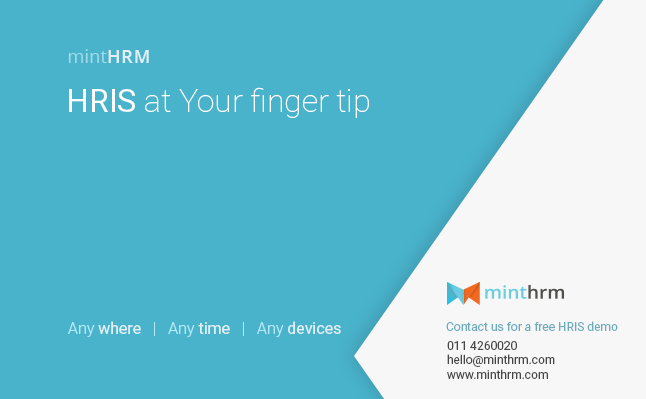 mintHRM
HRIS at Your finger tip
Any where | Any time | Any devices
minthrm
Contact us for a free HRIS demo
011 4260020
hello@minthrm.com
www.minthrm.com